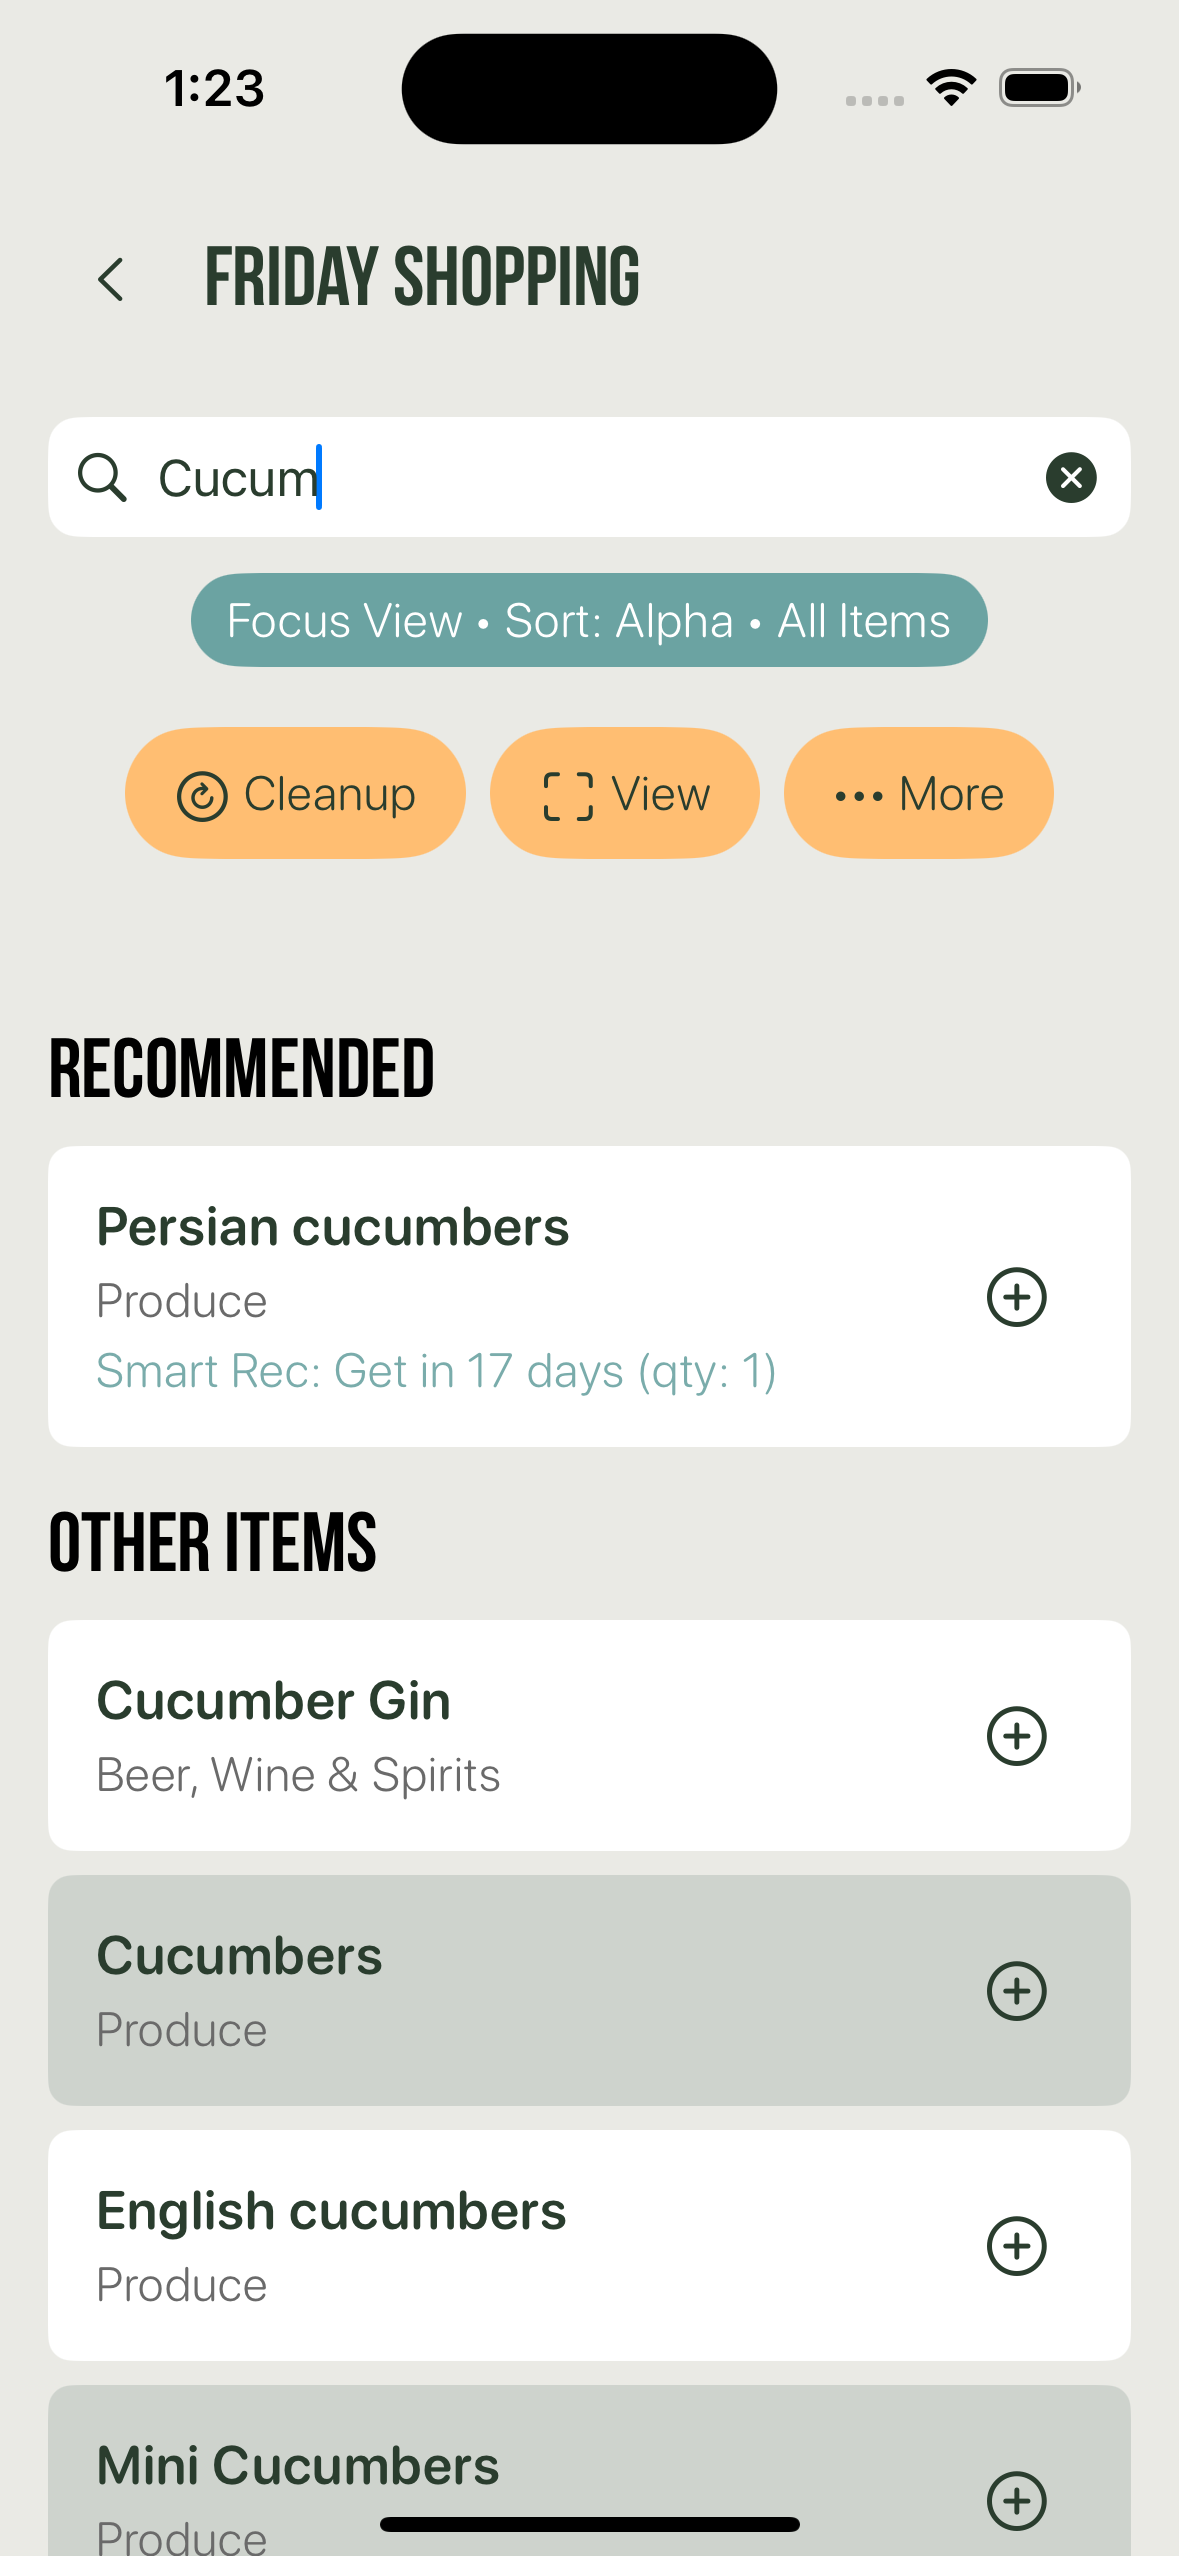 1:23
FRIDAY SHOPPING
Cucum
Focus View • Sort: Alpha • All Items
Cleanup
View
More
RECOMMENDED
Persian cucumbers
Produce
Smart Rec: Get in 17 days (qty: 1)
OTHER ITEMS
Cucumber Gin
Beer, Wine & Spirits
Cucumbers
Produce
English cucumbers
Produce
Mini Cucumbers
Produce